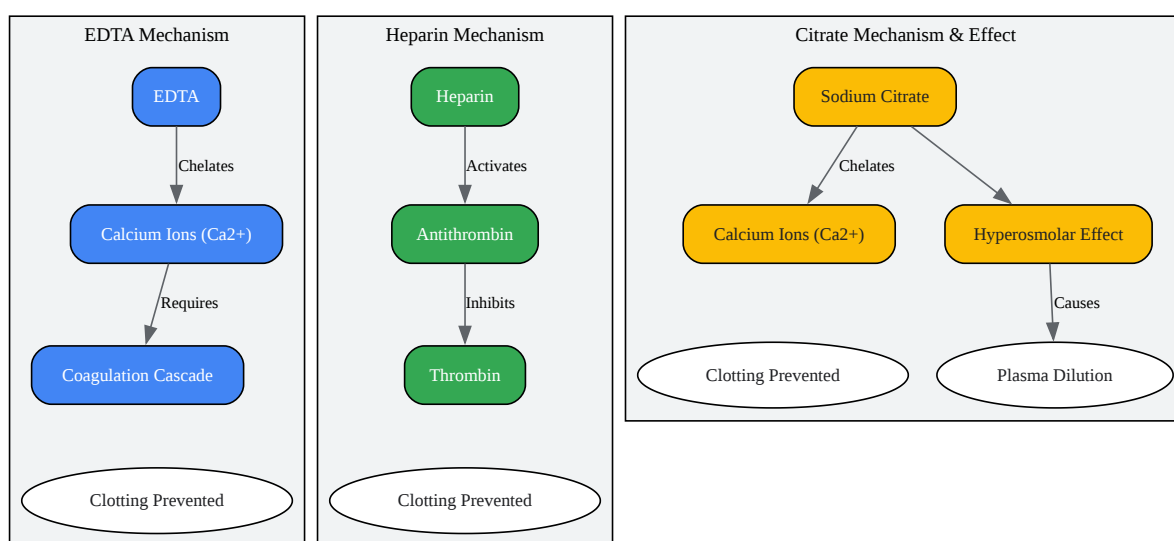 EDTA Mechanism
EDTA
Chelates
Calcium Ions (Ca2+)
Requires
Coagulation Cascade
Clotting Prevented
Heparin Mechanism
Heparin
Activates
Antithrombin
Inhibits
Thrombin
Clotting Prevented
Citrate Mechanism & Effect
Sodium Citrate
Chelates
Calcium Ions (Ca2+)
Hyperosmolar Effect
Causes
Clotting Prevented
Plasma Dilution